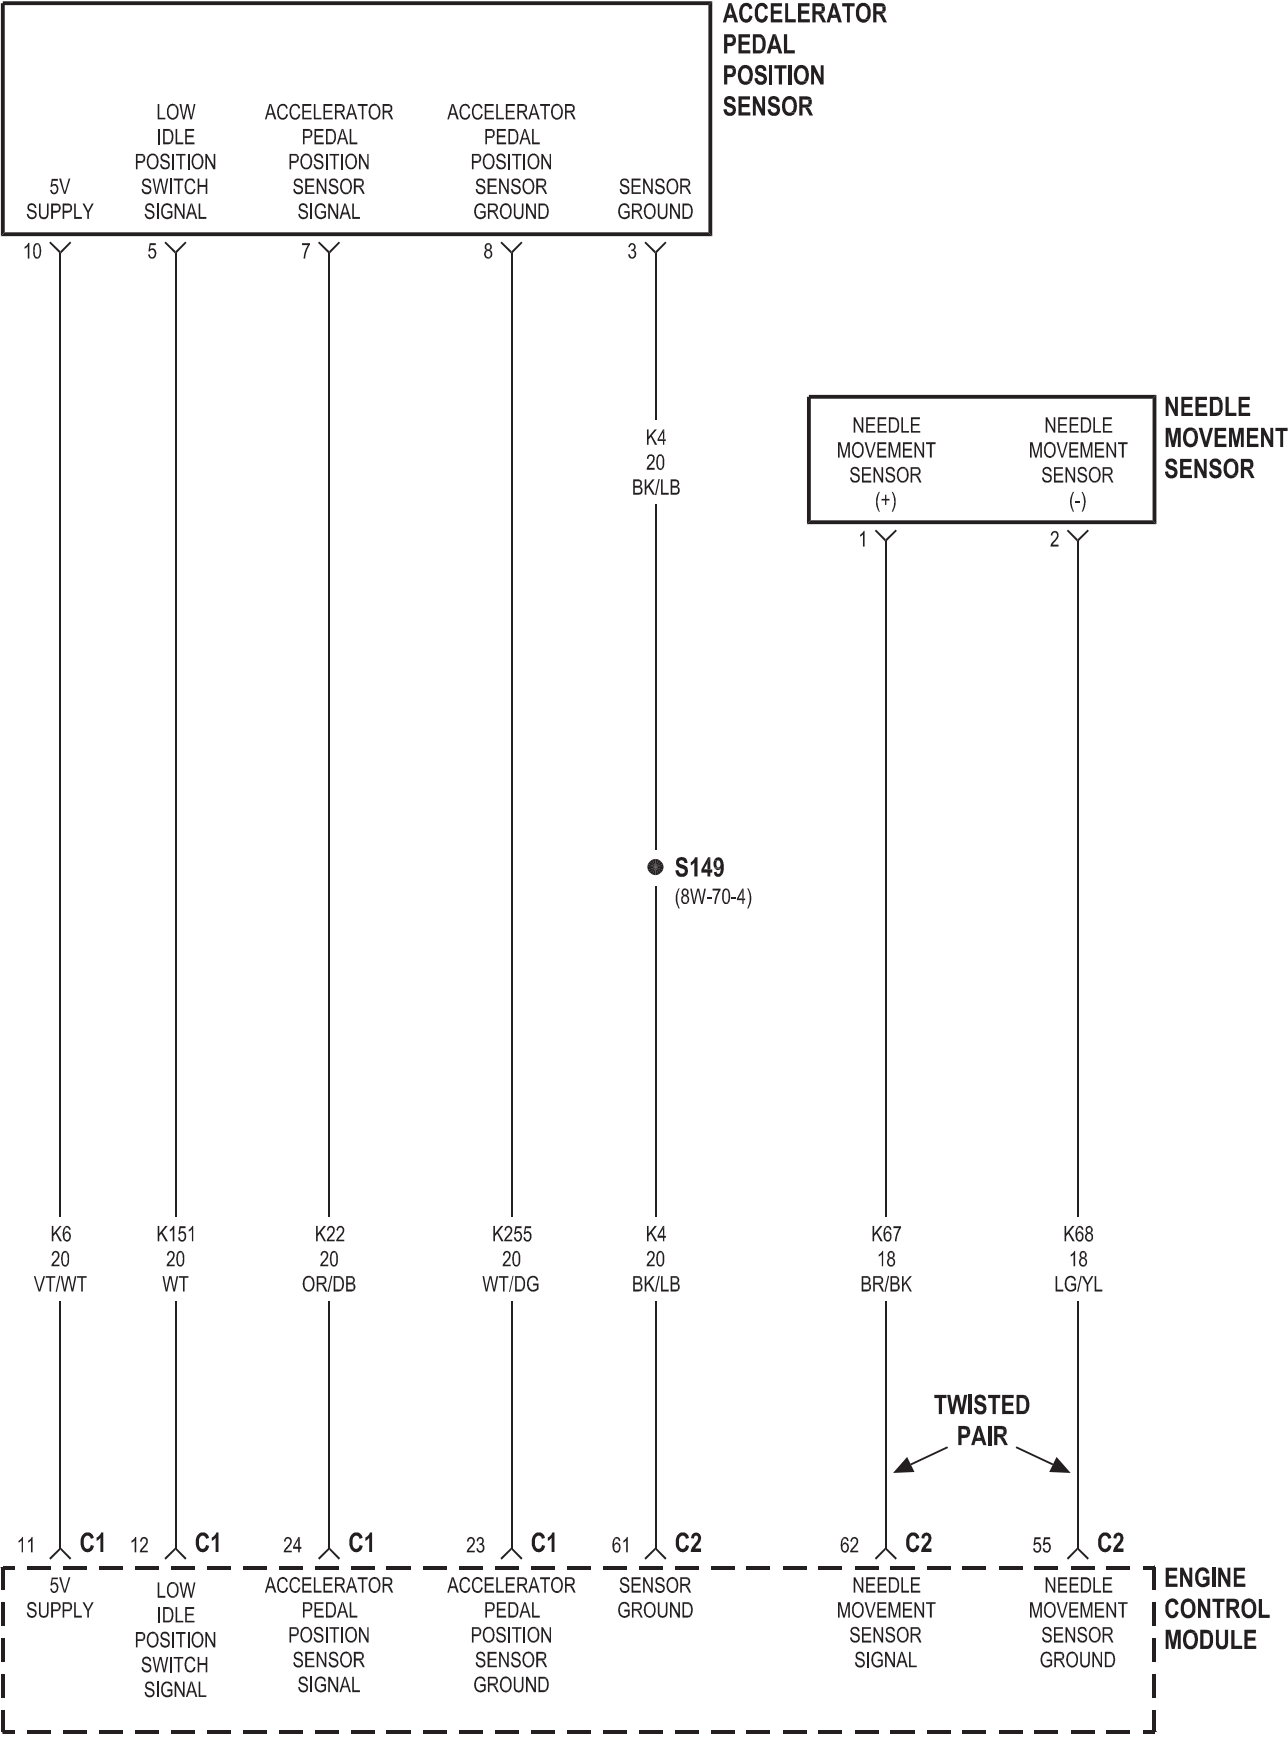 ACCELERATOR
PEDAL
POSITION
SENSOR
5V
SUPPLY
LOW
IDLE
POSITION
SWITCH
SIGNAL
ACCELERATOR
PEDAL
POSITION
SENSOR
SIGNAL
ACCELERATOR
PEDAL
POSITION
SENSOR
GROUND
SENSOR
GROUND
10
5
7
8
3
K4
20
BK/LB
NEEDLE
MOVEMENT
SENSOR
NEEDLE
MOVEMENT
SENSOR
(+)
NEEDLE
MOVEMENT
SENSOR
(-)
1
2
S149
(8W-70-4)
K6
20
VT/WT
K151
20
WT
K22
20
OR/DB
K255
20
WT/DG
K4
20
BK/LB
K67
18
BR/BK
K68
18
LG/YL
TWISTED
PAIR
11 C1
12 C1
24 C1
23 C1
61 C2
62 C2
55 C2
5V
SUPPLY
LOW
IDLE
POSITION
SWITCH
SIGNAL
ACCELERATOR
PEDAL
POSITION
SENSOR
SIGNAL
ACCELERATOR
PEDAL
POSITION
SENSOR
GROUND
SENSOR
GROUND
NEEDLE
MOVEMENT
SENSOR
SIGNAL
NEEDLE
MOVEMENT
SENSOR
GROUND
ENGINE
CONTROL
MODULE